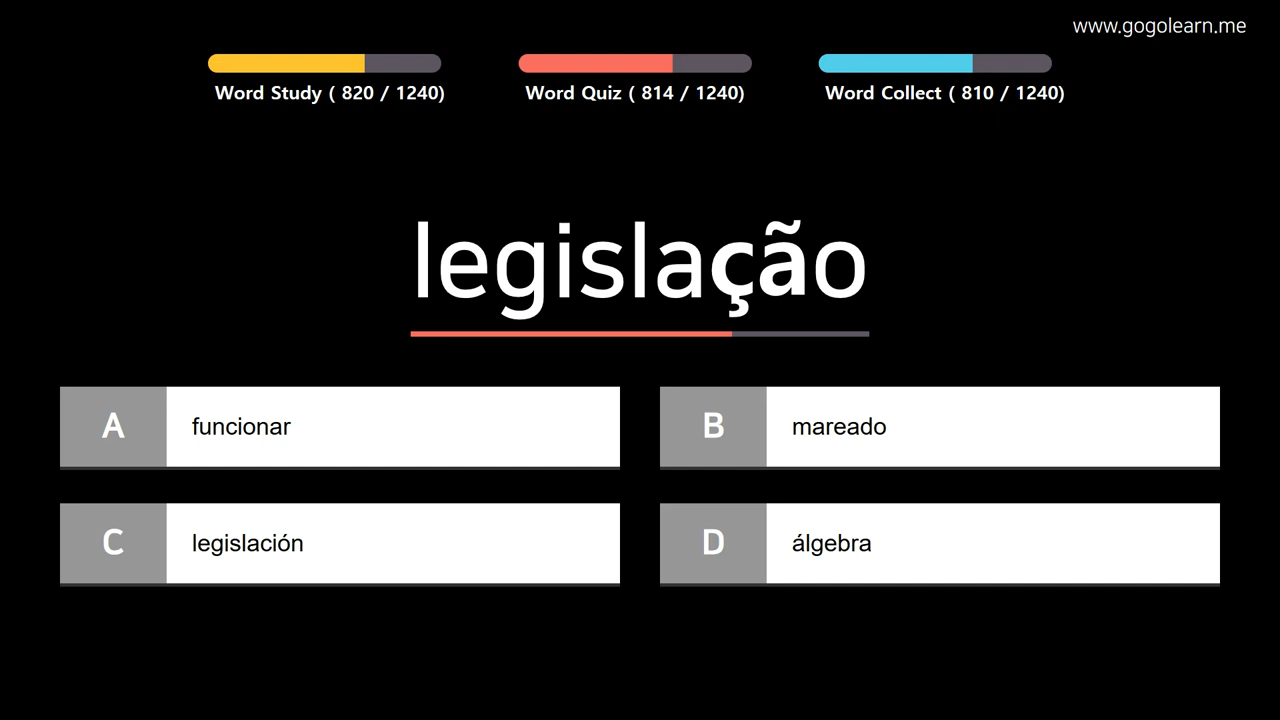 www.gogolearn.me
Word Study ( 820 / 1240)
Word Quiz ( 814 / 1240)
Word Collect ( 810 / 1240)
legislação
A
funcionar
B
mareado
C
legislación
D
álgebra